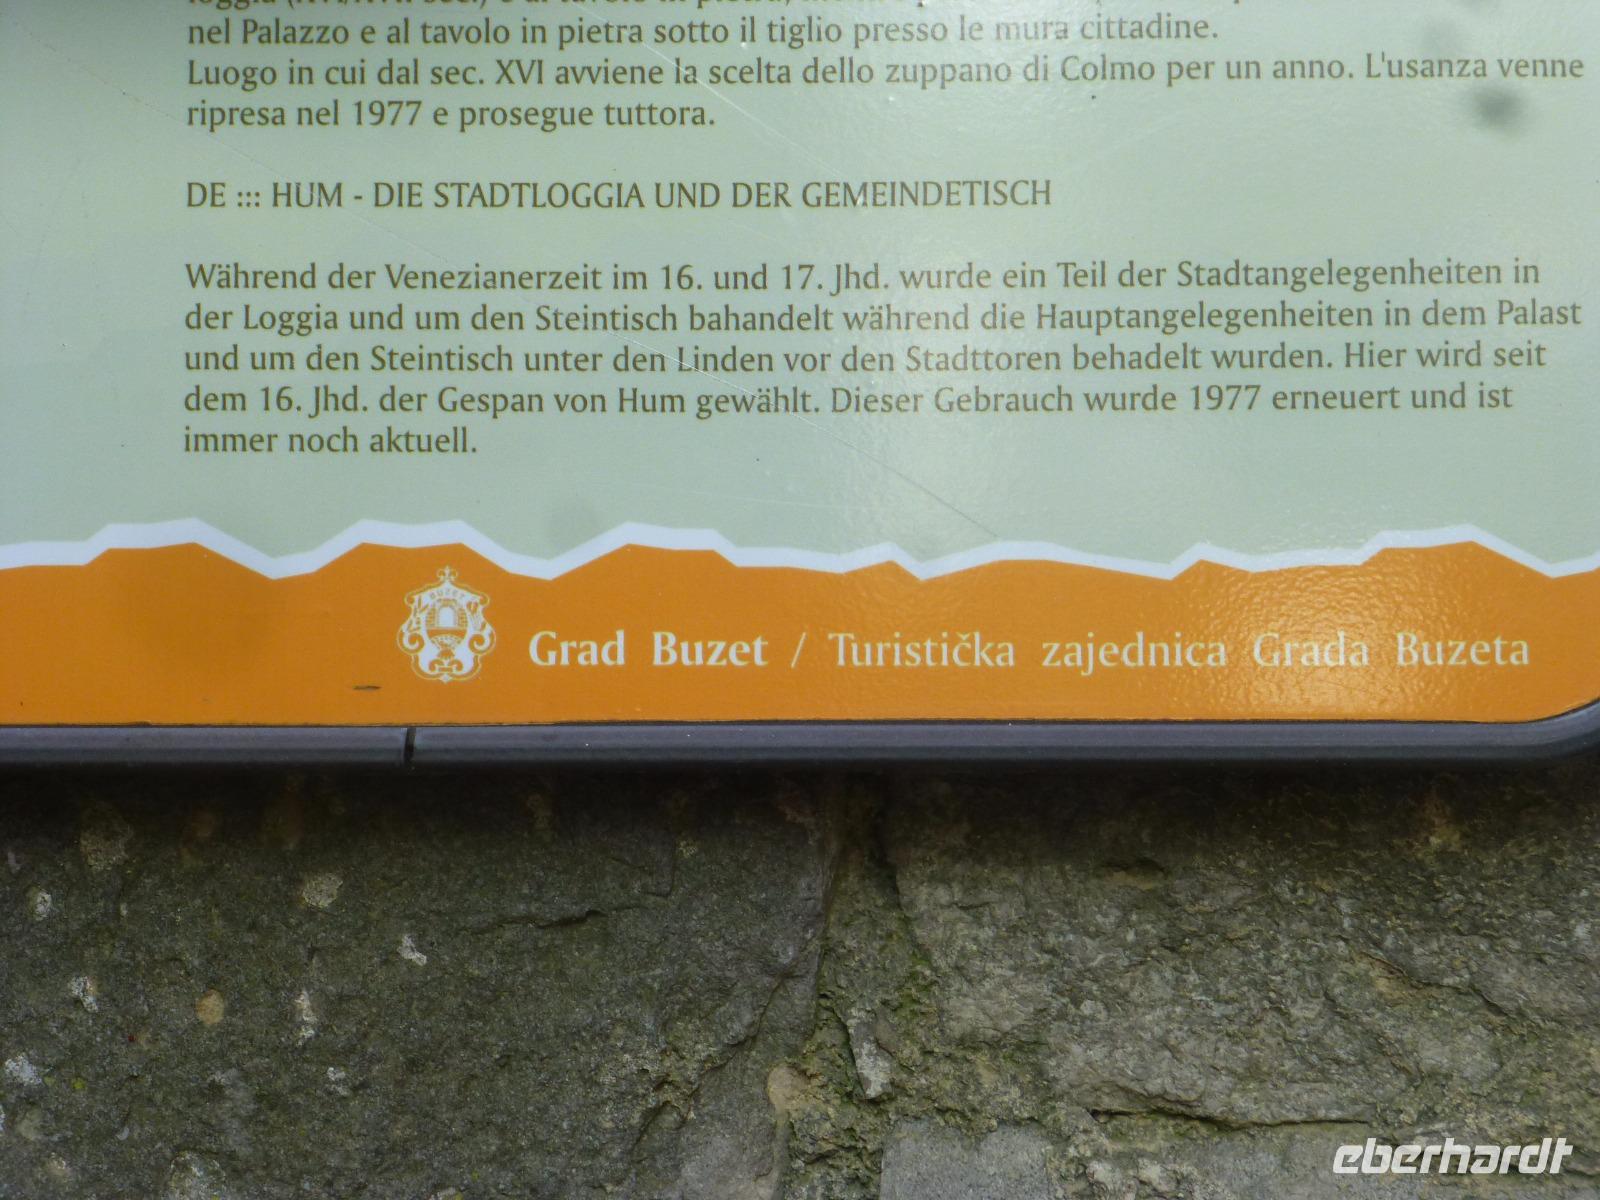 nel Palazzo e al tavolo in pietra sotto il tiglio presso le mura cittadine.
Luogo in cui dal sec. XVI avviene la scelta dello zuppano di Colmo per un anno. L'usanza venne
ripresa nel 1977 e prosegue tuttora.
DE ::: HUM - DIE STADTLOGGIA UND DER GEMEINDETISCH
Während der Venezianerzeit im 16. und 17. Jhd. wurde ein Teil der Stadtangelegenheiten in
der Loggia und um den Steintisch bahandelt während die Hauptangelegenheiten in dem Palast
und um den Steintisch unter den Linden vor den Stadttoren behadelt wurden. Hier wird seit
dem 16. Jhd. der Gespan von Hum gewählt. Dieser Gebrauch wurde 1977 erneuert und ist
immer noch aktuell.
BUZET
Grad Buzet / Turistička zajednica Grada Buzeta
eberhardt